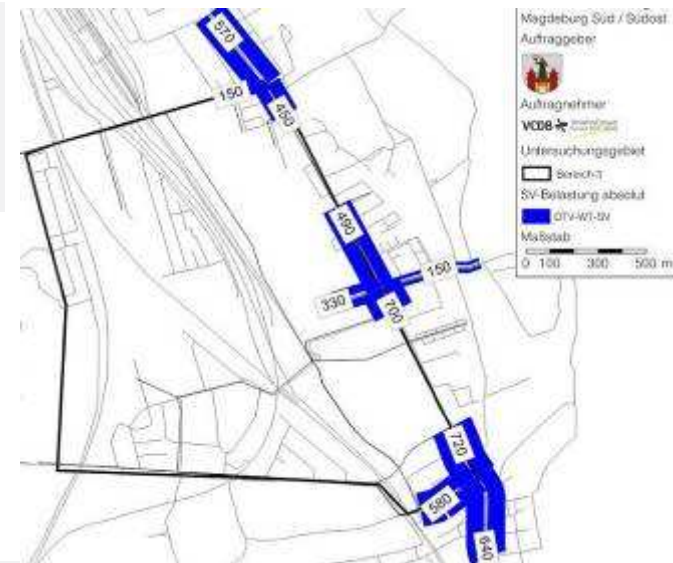 Magdeburg Süd / Südost
Auftraggeber
Auftragnehmer
VCDB
Untersuchungsgebiet
Bereich-3
SV-Belastung absolut
DTV-W1-SV
Maßstab
0 100 300 500 m
570
150
450
490
150
330
700
720
580
640